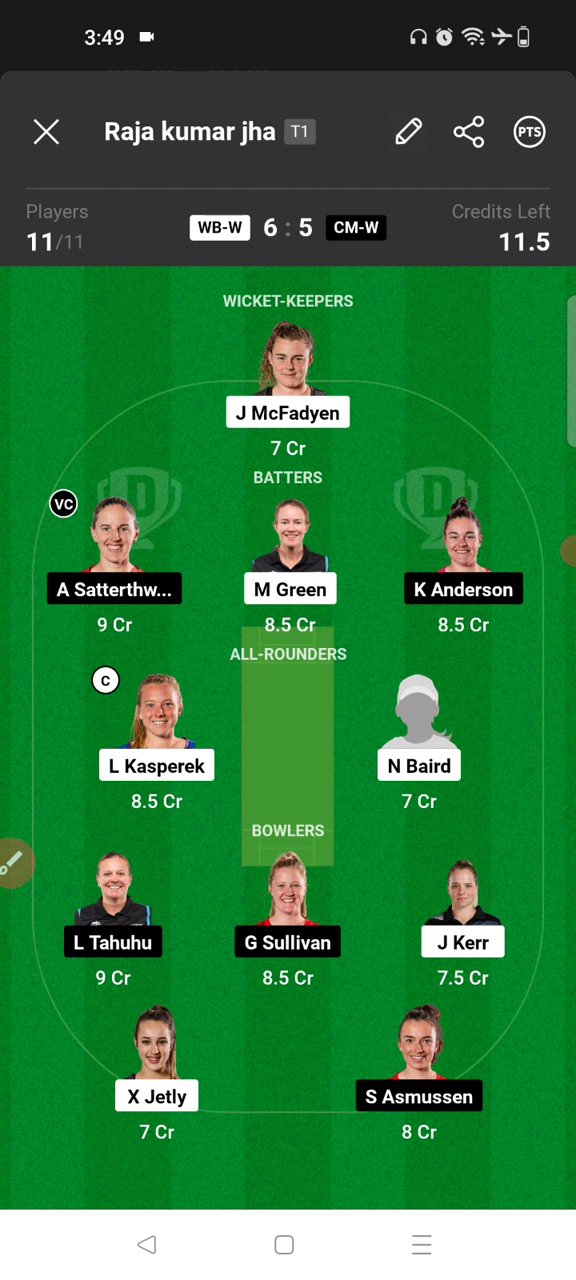 3:49
Raja kumar jha T1
PTS
Players
Credits Left
11/11
WB-W 6 : 5 CM-W
11.5
WICKET-KEEPERS
J McFadyen
7 Cr
BATTERS
VC
A Satterthw... M Green K Anderson
9 Cr 8.5 Cr 8.5 Cr
ALL-ROUNDERS
C
L Kasperek N Baird
8.5 Cr 7 Cr
BOWLERS
L Tahuhu G Sullivan J Kerr
9 Cr 8.5 Cr 7.5 Cr
X Jetly S Asmussen
7 Cr 8 Cr